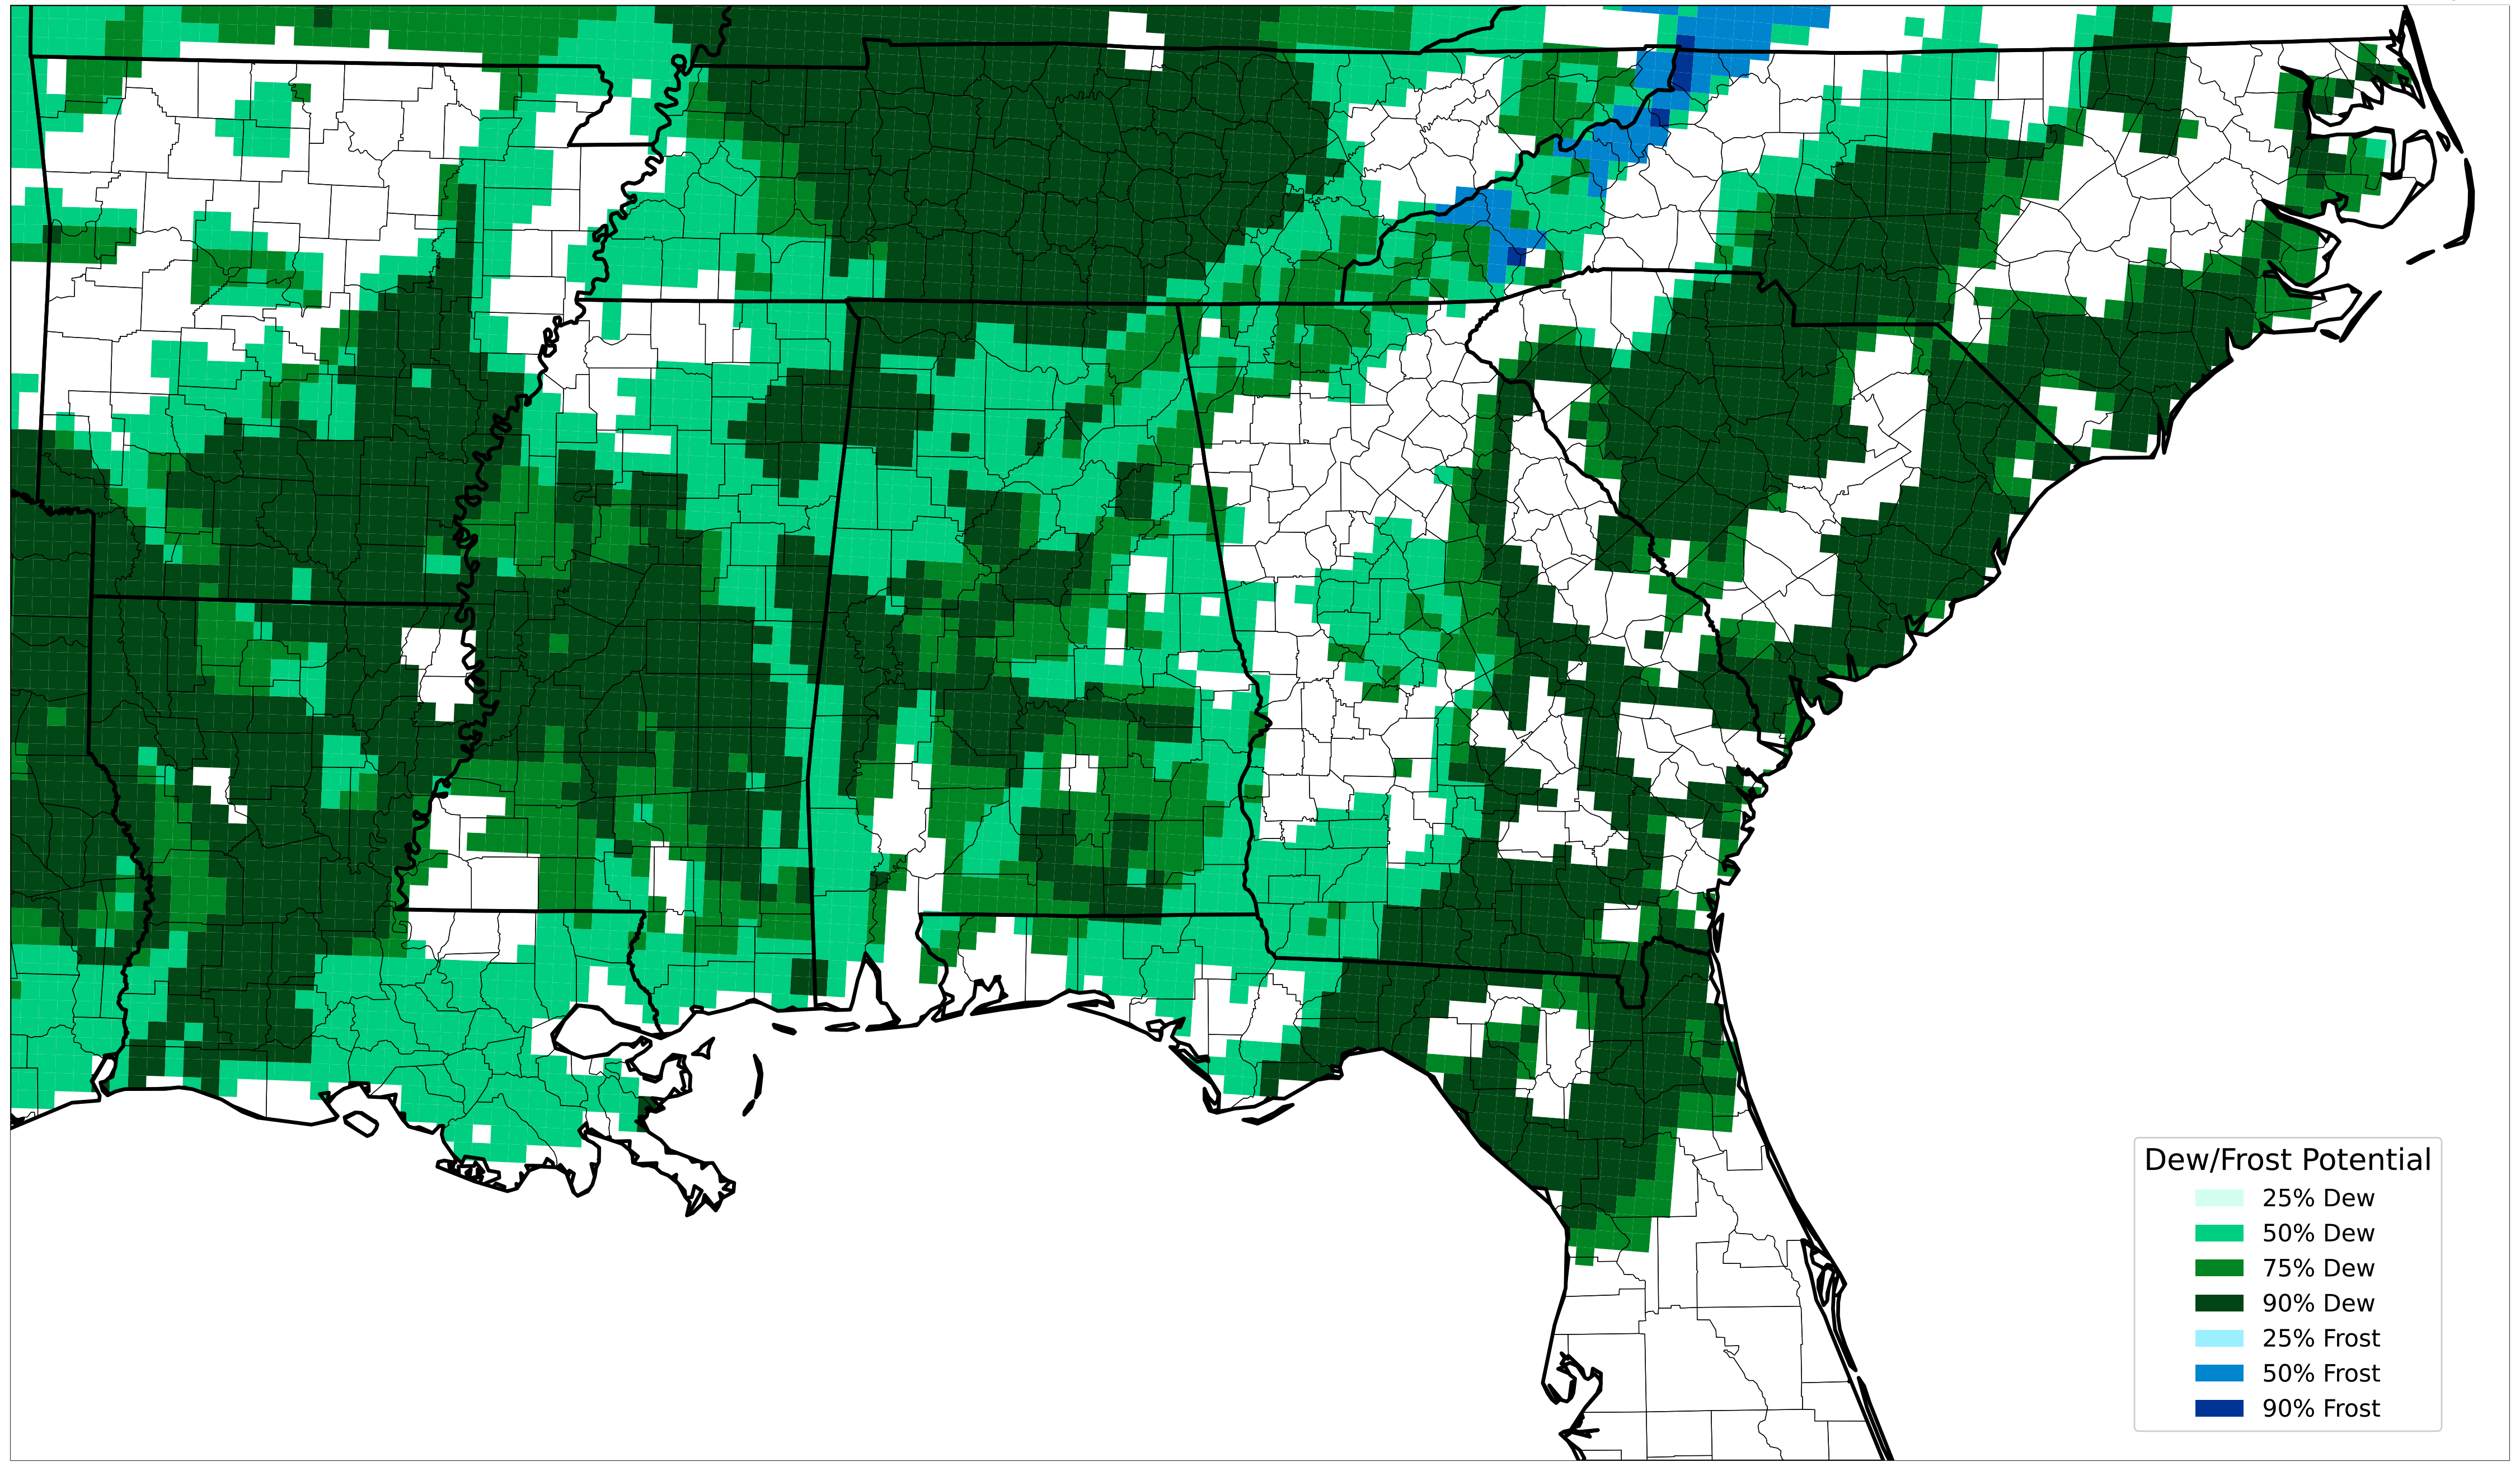 Dew/Frost Potential
25% Dew
50% Dew
75% Dew
90% Dew
25% Frost
50% Frost
90% Frost